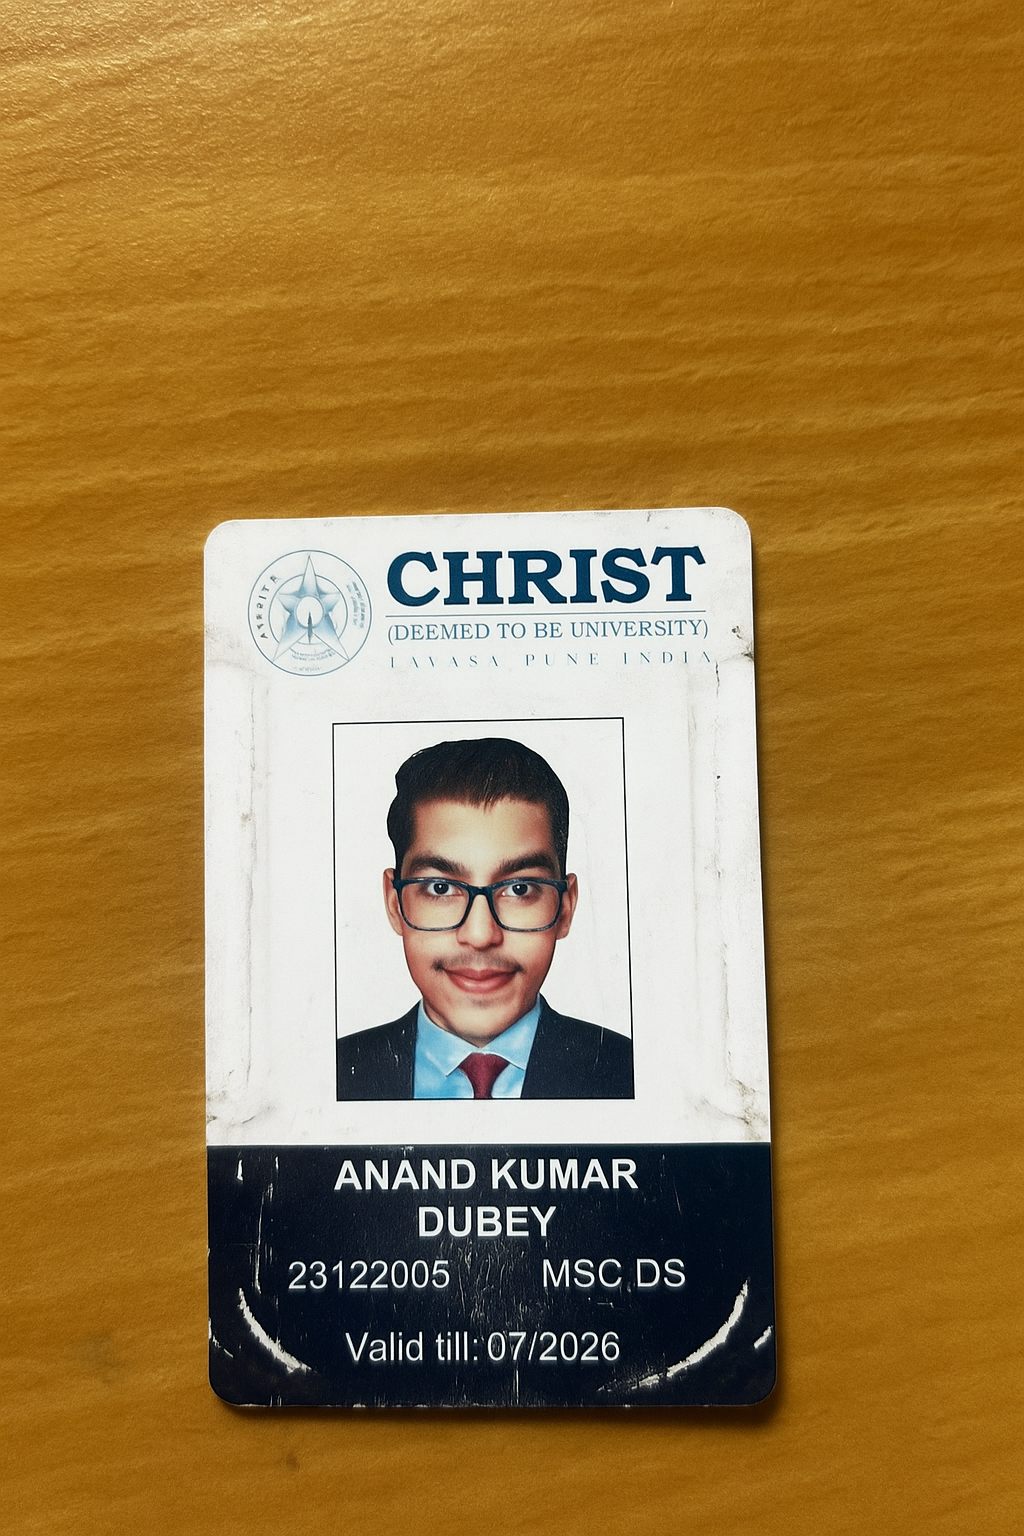 CHRIST
(DEEMED TO BE UNIVERSITY)
LAVASA PUNE INDIA
ANAND KUMAR
DUBEY
23122005 MSC DS
Valid till: 07/2026